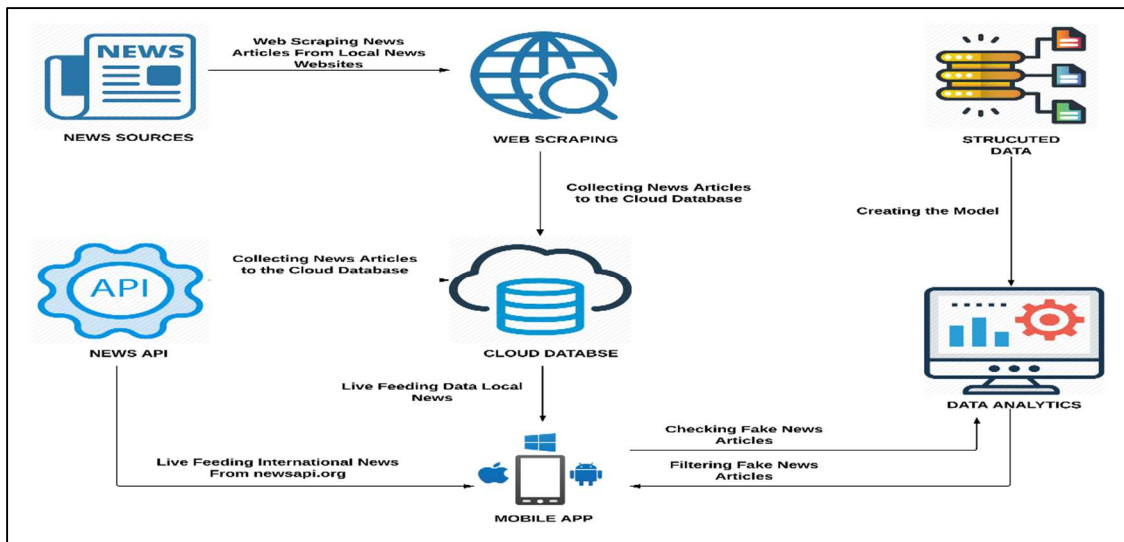 NEWS
Web Scraping News
Articles From Local News
Websites
NEWS SOURCES
WEB SCRAPING
STRUCUTED
DATA
Collecting News Articles
to the Cloud Database
Creating the Model
API
Collecting News Articles
to the Cloud Database
NEWS API
CLOUD DATABSE
DATA ANALYTICS
Live Feeding Data Local
News
Checking Fake News
Articles
Live Feeding International News
From newsapi.org
Filtering Fake News
Articles
MOBILE APP